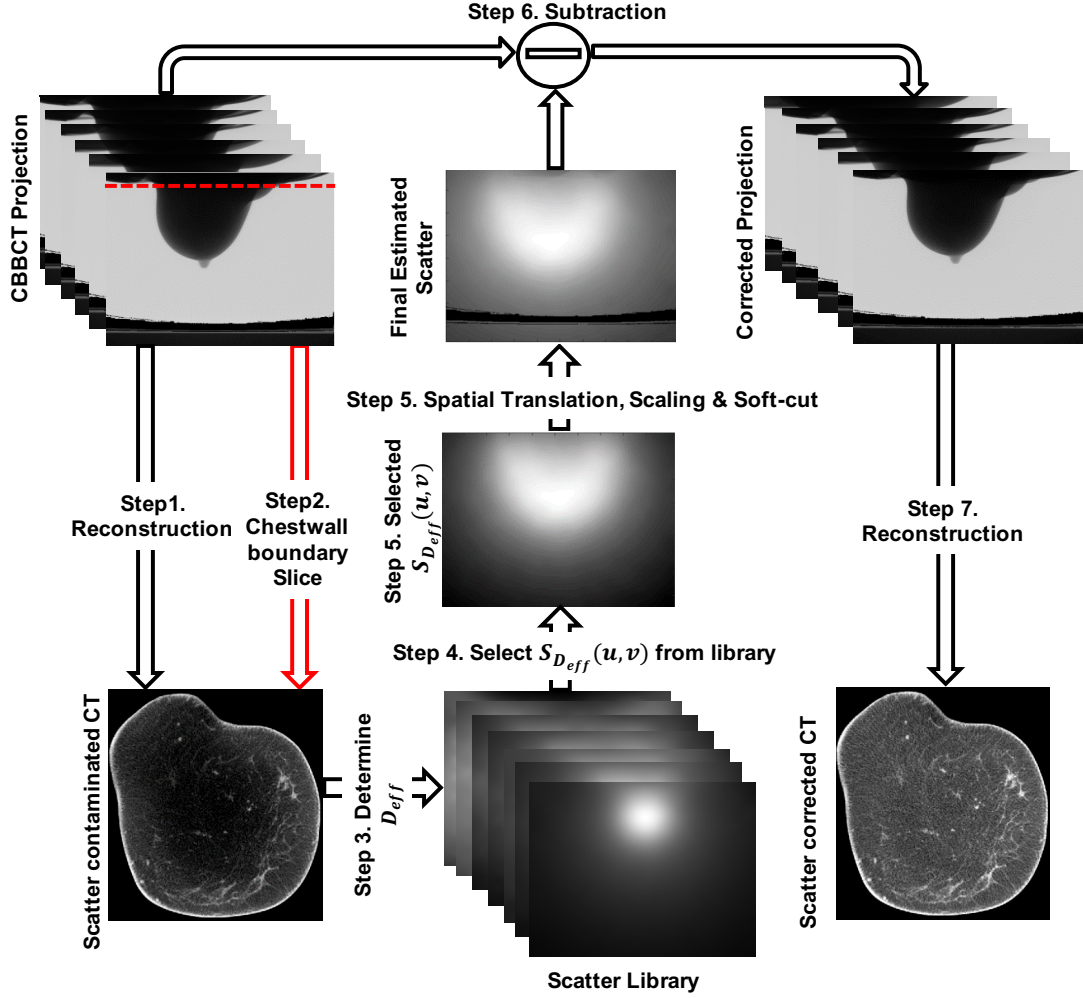 Step 6. Subtraction
CBBCT Projection
Final Estimated
Scatter
Corrected Projection
Step 5. Spatial Translation, Scaling & Soft-cut
Step1.
Reconstruction
Step2.
Chestwall
boundary
Slice
Step 5. Selected
S_{D_{eff}}(u,v)
Step 7.
Reconstruction
Step 4. Select S_{D_{eff}}(u,v) from library
Scatter contaminated CT
Step 3. Determine
D_{eff}
Scatter corrected CT
Scatter Library